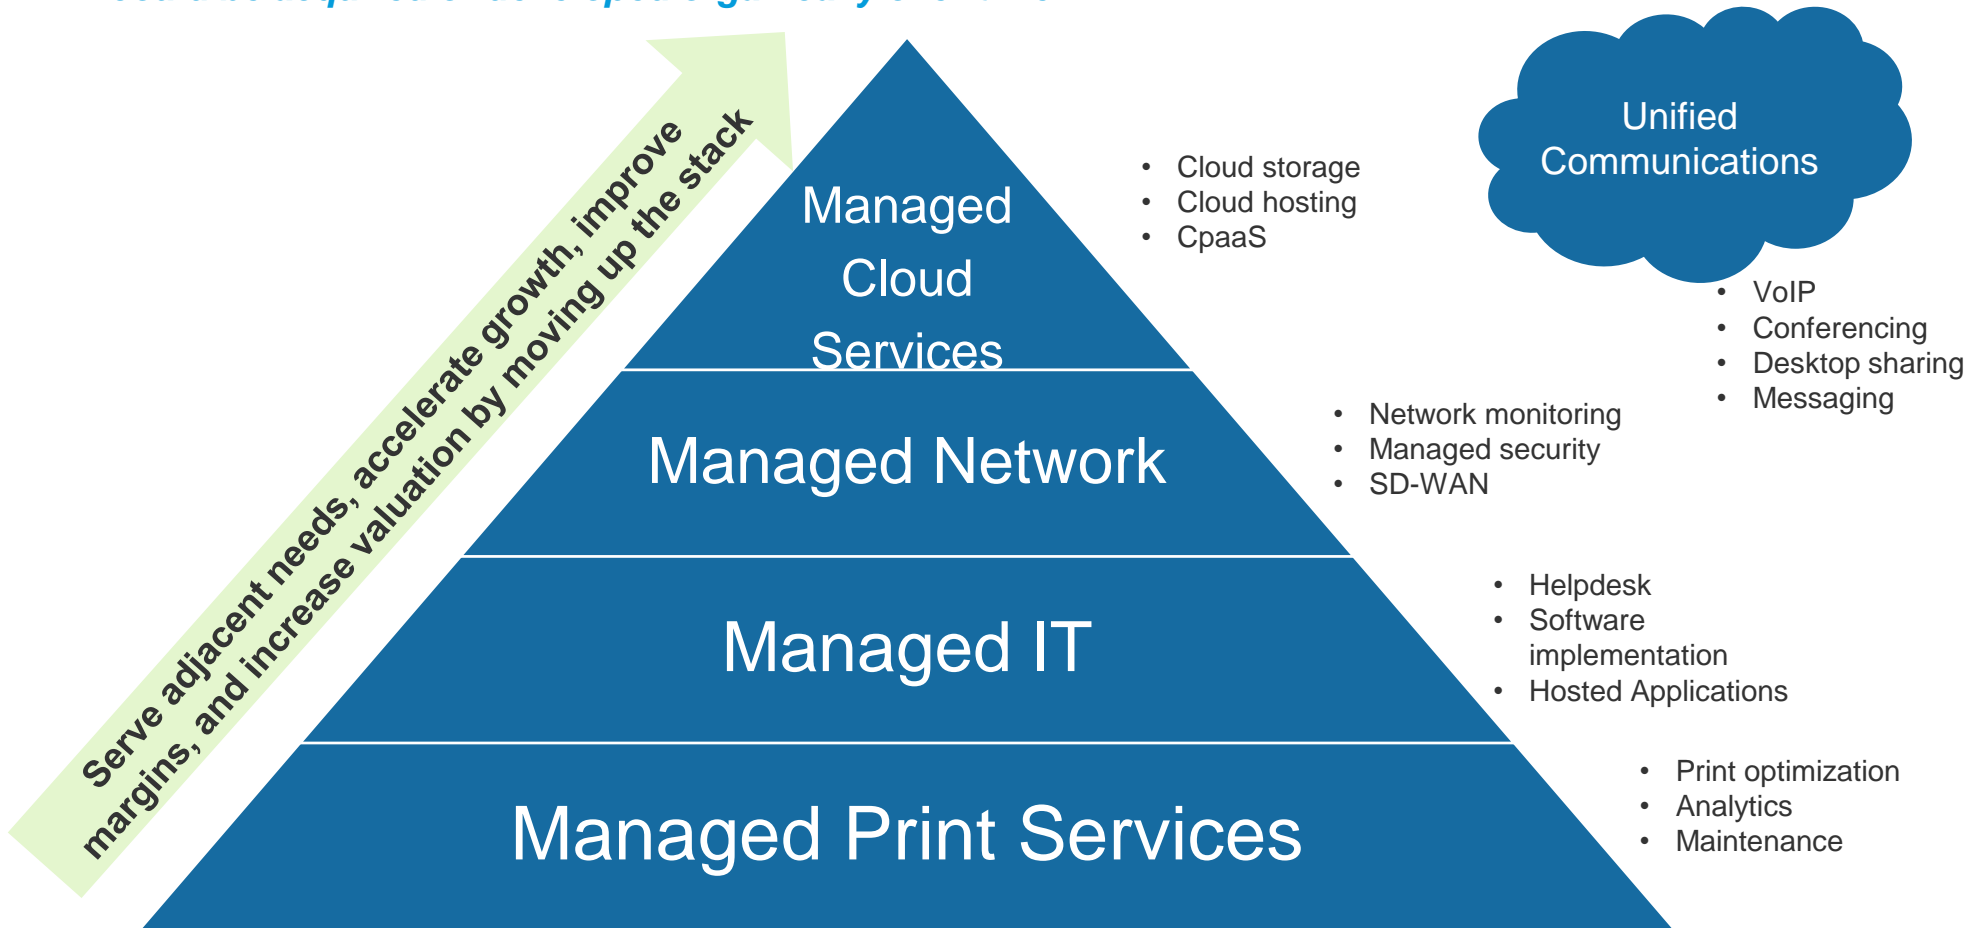 Serve adjacent needs, accelerate growth, improve
margins, and increase valuation by moving up the stack
Managed
Cloud
Services
• Cloud storage
• Cloud hosting
• CpaaS
Unified
Communications
• VoIP
• Conferencing
• Desktop sharing
• Messaging
Managed Network
• Network monitoring
• Managed security
• SD-WAN
Managed IT
• Helpdesk
• Software
implementation
• Hosted Applications
Managed Print Services
• Print optimization
• Analytics
• Maintenance